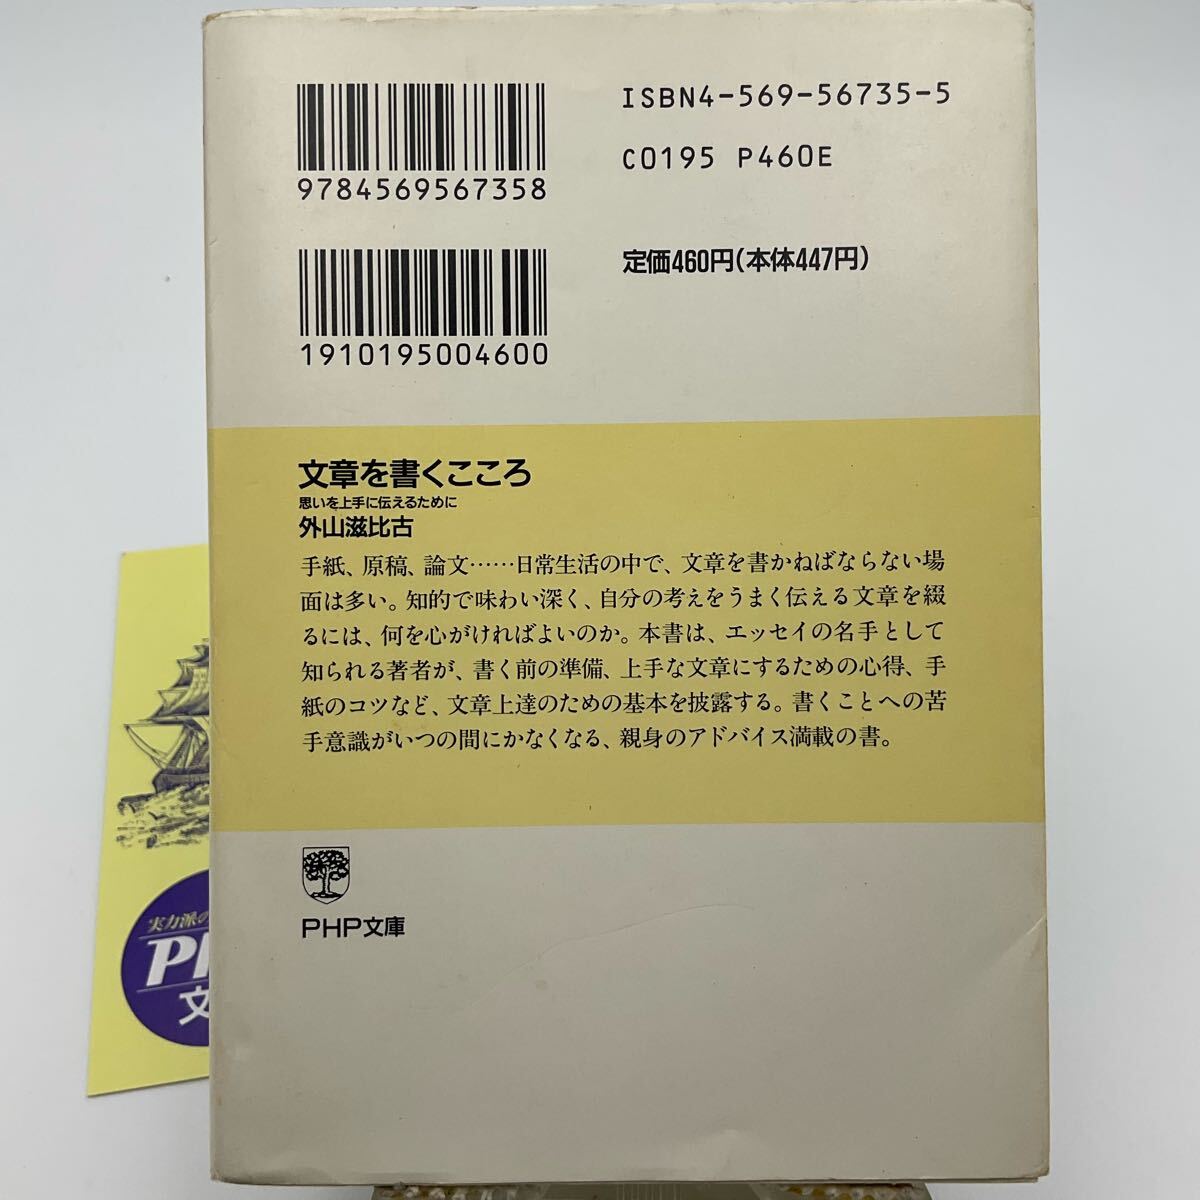 ISBN4-569-56735-5
C0195 P460E
9784569567358
定価460円(本体447円)
1910195004600
文章を書くこころ
思いを上手に伝えるために
外山滋比古
手紙、原稿、論文……日常生活の中で、文章を書かねばならない場
面は多い。知的で味わい深く、自分の考えをうまく伝える文章を綴
るには、何を心がければよいのか。本書は、エッセイの名手として
知られる著者が、書く前の準備、上手な文章にするための心得、手
紙のコツなど、文章上達のための基本を披露する。書くことへの苦
手意識がいつの間にかなくなる、親身のアドバイス満載の書。
PHP文庫
実力派の
PH
文